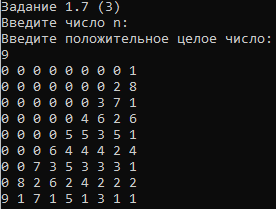 Задание 1.7 (3)
Введите число n:
Введите положительное целое число:
9
0 0 0 0 0 0 0 0 1
0 0 0 0 0 0 0 2 8
0 0 0 0 0 0 3 7 1
0 0 0 0 0 4 6 2 6
0 0 0 0 5 5 3 5 1
0 0 0 6 4 4 4 2 4
0 0 7 3 5 3 3 3 1
0 8 2 6 2 4 2 2 2
9 1 7 1 5 1 3 1 1